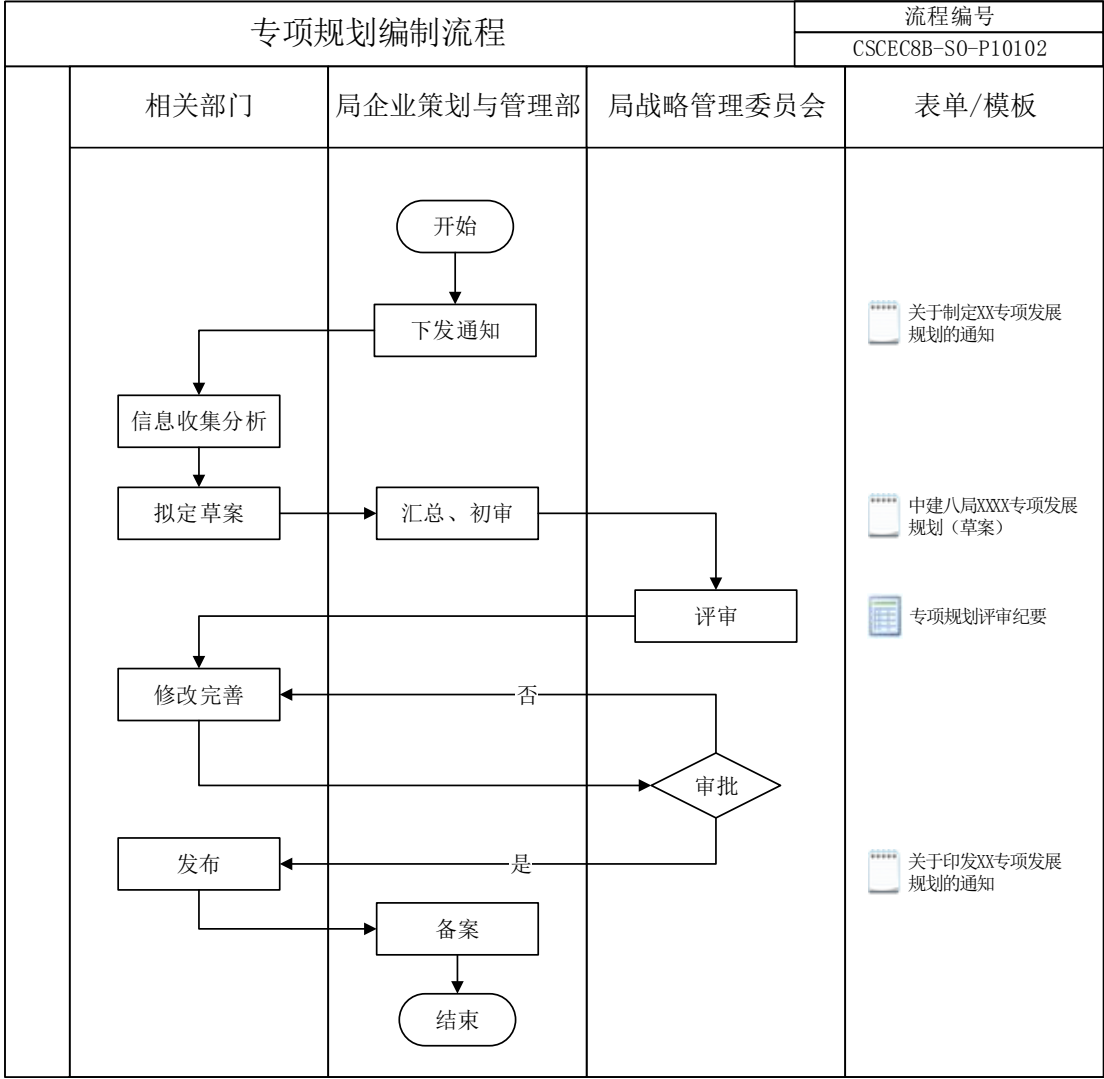 专项规划编制流程
流程编号
CSCEC8B-SO-P10102
相关部门
局企业策划与管理部
局战略管理委员会
表单/模板
开始
下发通知
关于制定XX专项发展
规划的通知
信息收集分析
拟定草案
汇总、初审
中建八局XXXX专项发展
规划（草案）
评审
专项规划评审纪要
修改完善
否
审批
发布
是
关于印发XX专项发展
规划的通知
备案
结束